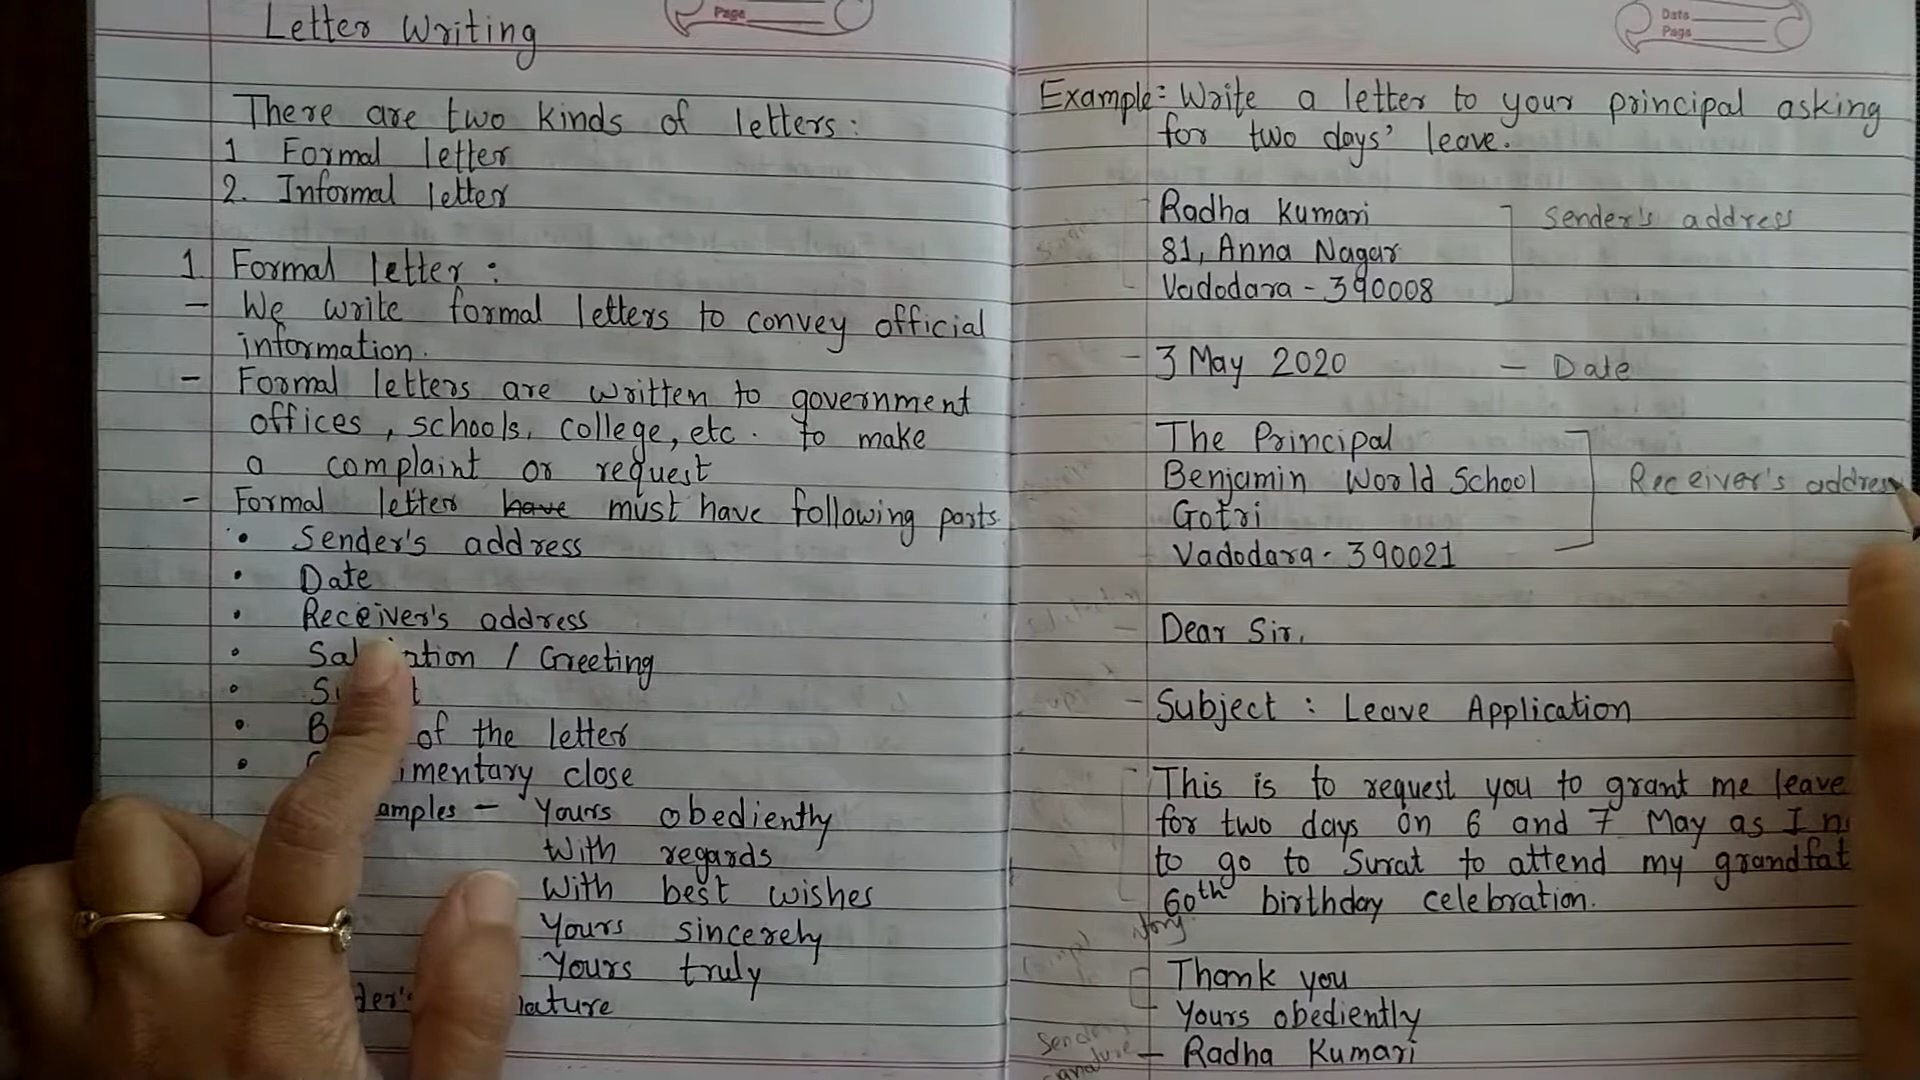 Letter Writing
Page
There are two kinds of letters:
1 Formal letter
2. Informal letter
1 Formal letter :
- We write formal letters to convey official
information.
- Formal letters are written to government
offices, schools, college, etc. to make
a complaint or request
- Formal letter have must have following parts
• Sender's address
• Date
• Receiver's address
• / Greeting
•
• of the letter
• close
- Yours obediently
With regards
With best wishes
Yours sincerely
Yours truly
Date
Page
Example:- Write a letter to your principal asking
for two days' leave.
Radha Kumari
81, Anna Nagar
Vadodara - 390008
Sender's address
- 3 May 2020 - Date
The Principal
Benjamin World School
Gotri
Vadodara - 390021
Receiver's address
- Dear Sir,
- Subject : Leave Application
- This is to request you to grant me leave
for two days on 6 and 7 May as I
to go to Surat to attend my
60th birthday celebration.
Thank you
- Yours obediently
- Radha Kumari